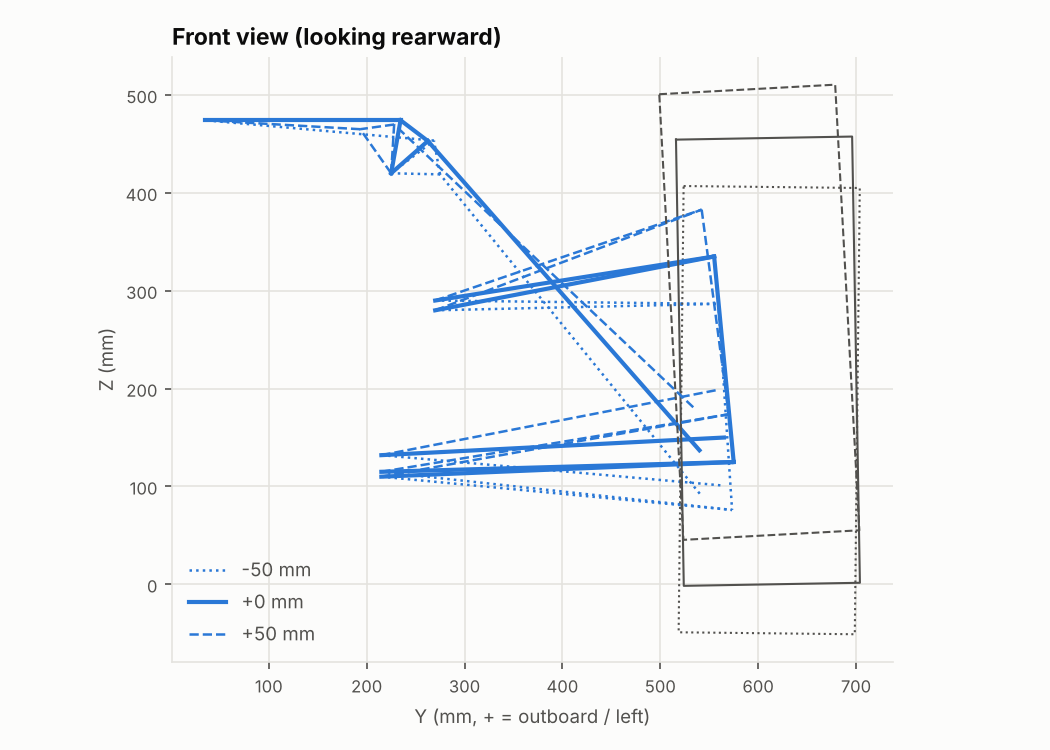 Front view (looking rearward)
500
400
300
200
100
0
Z (mm)
-50 mm
+0 mm
+50 mm
100 200 300 400 500 600 700
Y (mm, + = outboard / left)